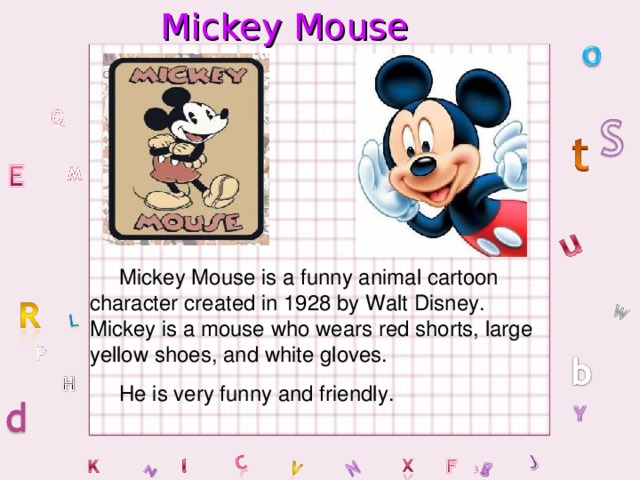 Mickey Mouse
MICKEY
MOUSE
Mickey Mouse is a funny animal cartoon
character created in 1928 by Walt Disney.
Mickey is a mouse who wears red shorts, large
yellow shoes, and white gloves.
He is very funny and friendly.
o
Q
S
t
E
M
u
R
L
W
P
b
H
d
Y
K
N
I
C
V
N
X
F
3
g
J